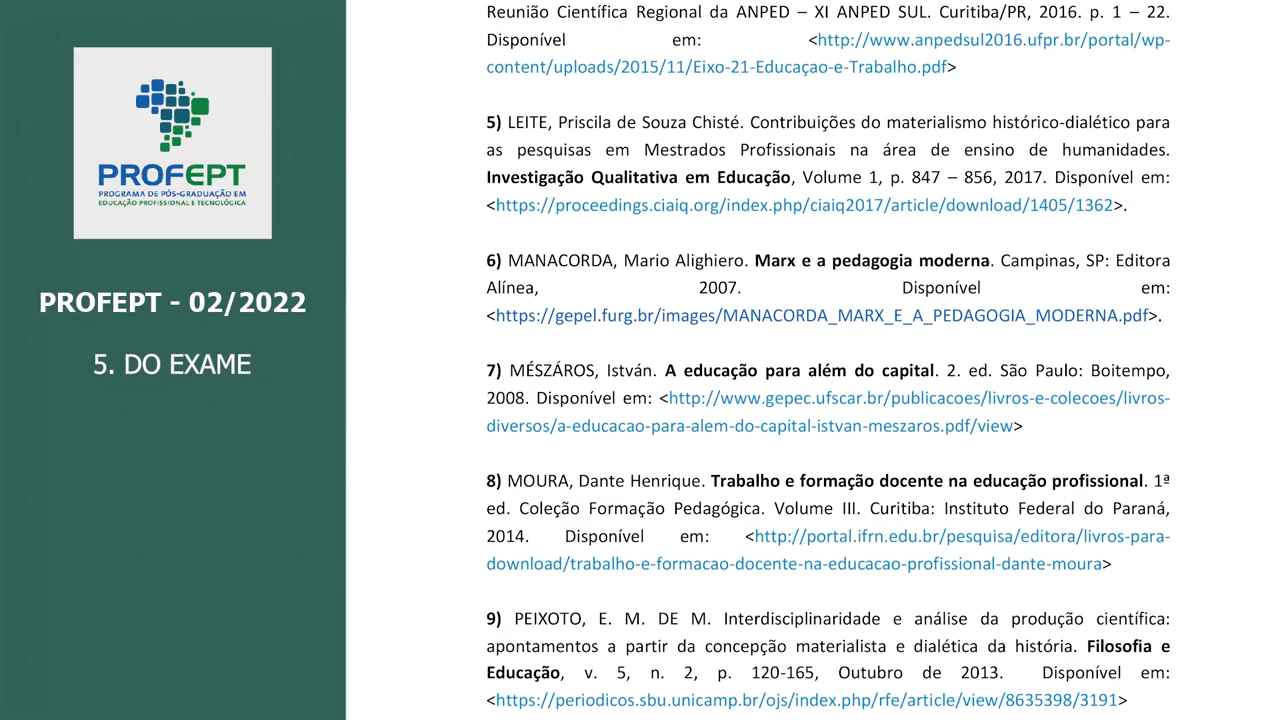 PROFEPT
PROGRAMA DE PÓS-GRADUAÇÃO EM
EDUCAÇÃO PROFISSIONAL E TECNOLÓGICA
PROFEPT - 02/2022
5. DO EXAME
Reunião Científica Regional da ANPED – XI ANPED SUL. Curitiba/PR, 2016. p. 1 – 22.
Disponível em: <http://www.anpedsul2016.ufpr.br/portal/wp-
content/uploads/2015/11/Eixo-21-Educaçao-e-Trabalho.pdf>
5) LEITE, Priscila de Souza Chisté. Contribuições do materialismo histórico-dialético para
as pesquisas em Mestrados Profissionais na área de ensino de humanidades.
Investigação Qualitativa em Educação, Volume 1, p. 847 – 856, 2017. Disponível em:
<https://proceedings.ciaiq.org/index.php/ciaiq2017/article/download/1405/1362>.
6) MANACORDA, Mario Alighiero. Marx e a pedagogia moderna. Campinas, SP: Editora
Alínea, 2007. Disponível em:
<https://gepel.furg.br/images/MANACORDA_MARX_E_A_PEDAGOGIA_MODERNA.pdf>.
7) MÉSZÁROS, István. A educação para além do capital. 2. ed. São Paulo: Boitempo,
2008. Disponível em: <http://www.gepec.ufscar.br/publicacoes/livros-e-colecoes/livros-
diversos/a-educacao-para-alem-do-capital-istvan-meszaros.pdf/view>
8) MOURA, Dante Henrique. Trabalho e formação docente na educação profissional. 1ª
ed. Coleção Formação Pedagógica. Volume III. Curitiba: Instituto Federal do Paraná,
2014. Disponível em: <http://portal.ifrn.edu.br/pesquisa/editora/livros-para-
download/trabalho-e-formacao-docente-na-educacao-profissional-dante-moura>
9) PEIXOTO, E. M. DE M. Interdisciplinaridade e análise da produção científica:
apontamentos a partir da concepção materialista e dialética da história. Filosofia e
Educação, v. 5, n. 2, p. 120-165, Outubro de 2013. Disponível em:
<https://periodicos.sbu.unicamp.br/ojs/index.php/rfe/article/view/8635398/3191>